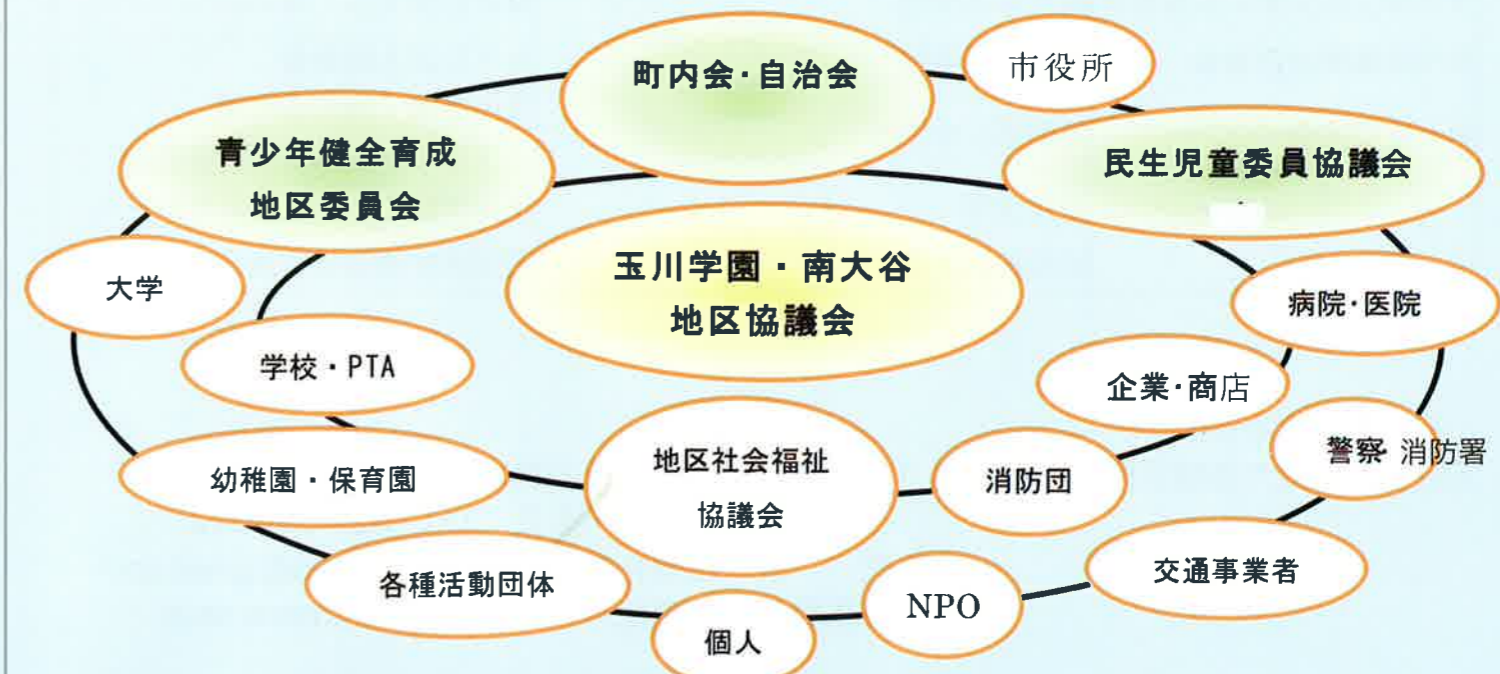 町内会・自治会
市役所
青少年健全育成
地区委員会
民生児童委員協議会
玉川学園・南大谷
地区協議会
大学
病院・医院
学校・PTA
企業・商店
地区社会福祉
協議会
警察 消防署
幼稚園・保育園
消防団
各種活動団体
交通事業者
NPO
個人